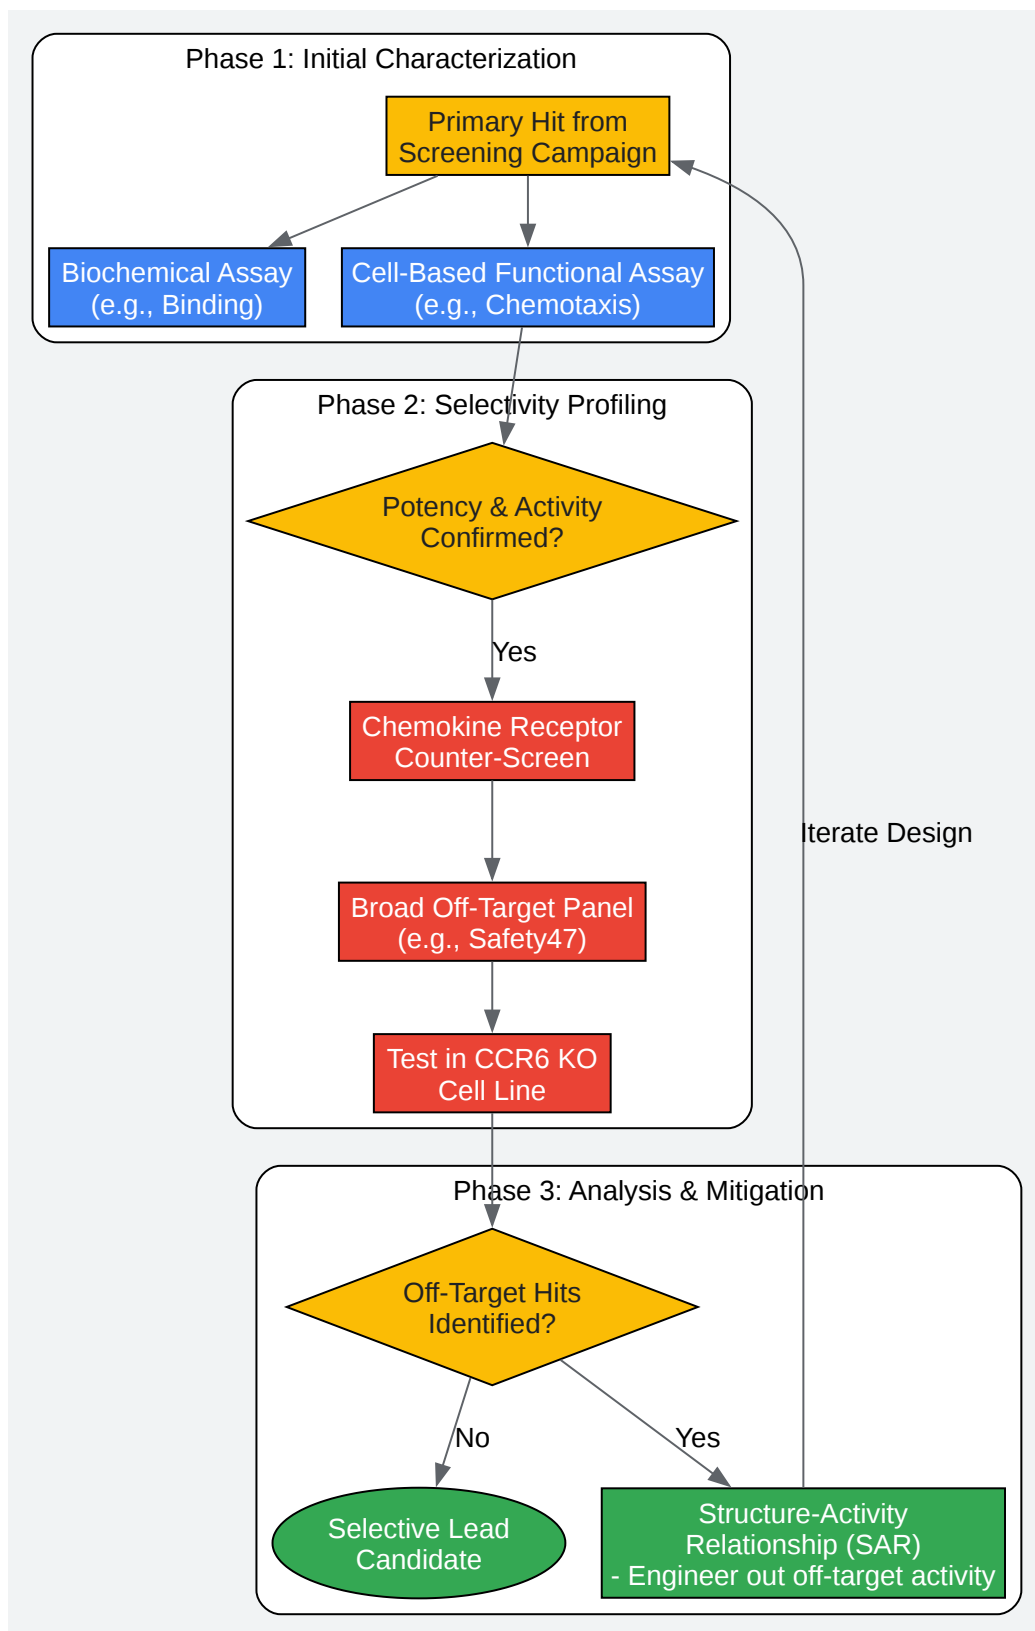 Phase 1: Initial Characterization
Primary Hit from
Screening Campaign
Biochemical Assay
(e.g., Binding)
Cell-Based Functional Assay
(e.g., Chemotaxis)
Phase 2: Selectivity Profiling
Potency & Activity
Confirmed?
Yes
Chemokine Receptor
Counter-Screen
Iterate Design
Broad Off-Target Panel
(e.g., Safety47)
Test in CCR6 KO
Cell Line
Phase 3: Analysis & Mitigation
Off-Target Hits
Identified?
No
Yes
Selective Lead
Candidate
Structure-Activity
Relationship (SAR)
- Engineer out off-target activity